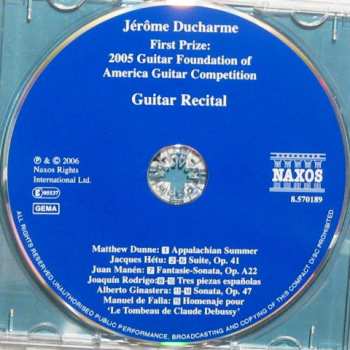 Jérôme Ducharme
First Prize:
2005 Guitar Foundation of
America Guitar Competition
Guitar Recital
℗ & © 2006
Naxos Rights
International Ltd.
NAXOS
8.570189
GEMA
Matthew Dunne: 1 Appalachian Summer
Jacques Hétu: 2-6 Suite, Op. 41
Juan Manén: 7 Fantasie-Sonata, Op. A22
Joaquín Rodrigo: 8-10 Tres piezas españolas
Alberto Ginastera: 11-14 Sonata, Op. 47
Manuel de Falla: 15 Homenaje pour
'Le Tombeau de Claude Debussy'
ALL RIGHTS RESERVED. UNAUTHORISED PUBLIC PERFORMANCE, BROADCASTING AND COPYING OF THIS COMPACT DISC PROHIBITED